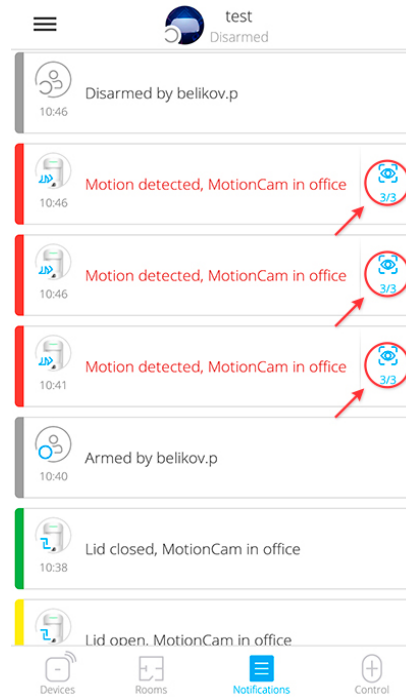 test
Disarmed
Disarmed by belikov.p
10:46
Motion detected, MotionCam in office
10:46
3/3
Motion detected, MotionCam in office
10:46
3/3
Motion detected, MotionCam in office
10:41
3/3
Armed by belikov.p
10:40
Lid closed, MotionCam in office
10:38
Lid open, MotionCam in office
Devices
Rooms
Notifications
Control